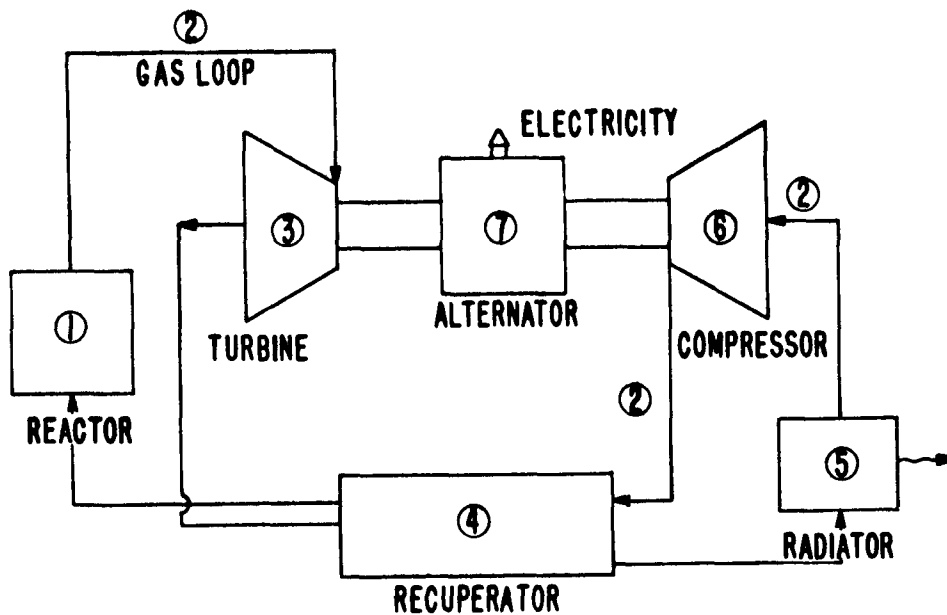 ②
GAS LOOP
ELECTRICITY
②
③
⑦
⑥
①
TURBINE
ALTERNATOR
COMPRESSOR
REACTOR
②
④
⑤
RADIATOR
RECUPERATOR